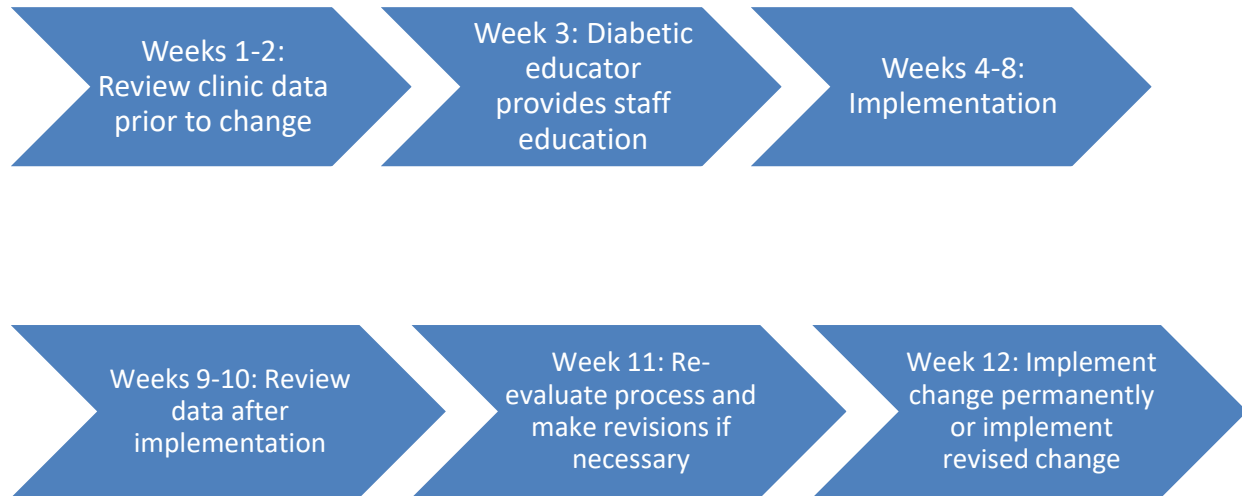 Weeks 1-2:
Review clinic data
prior to change
Week 3: Diabetic
educator
provides staff
education
Weeks 4-8:
Implementation
Weeks 9-10: Review
data after
implementation
Week 11: Re-
evaluate process and
make revisions if
necessary
Week 12: Implement
change permanently
or implement
revised change